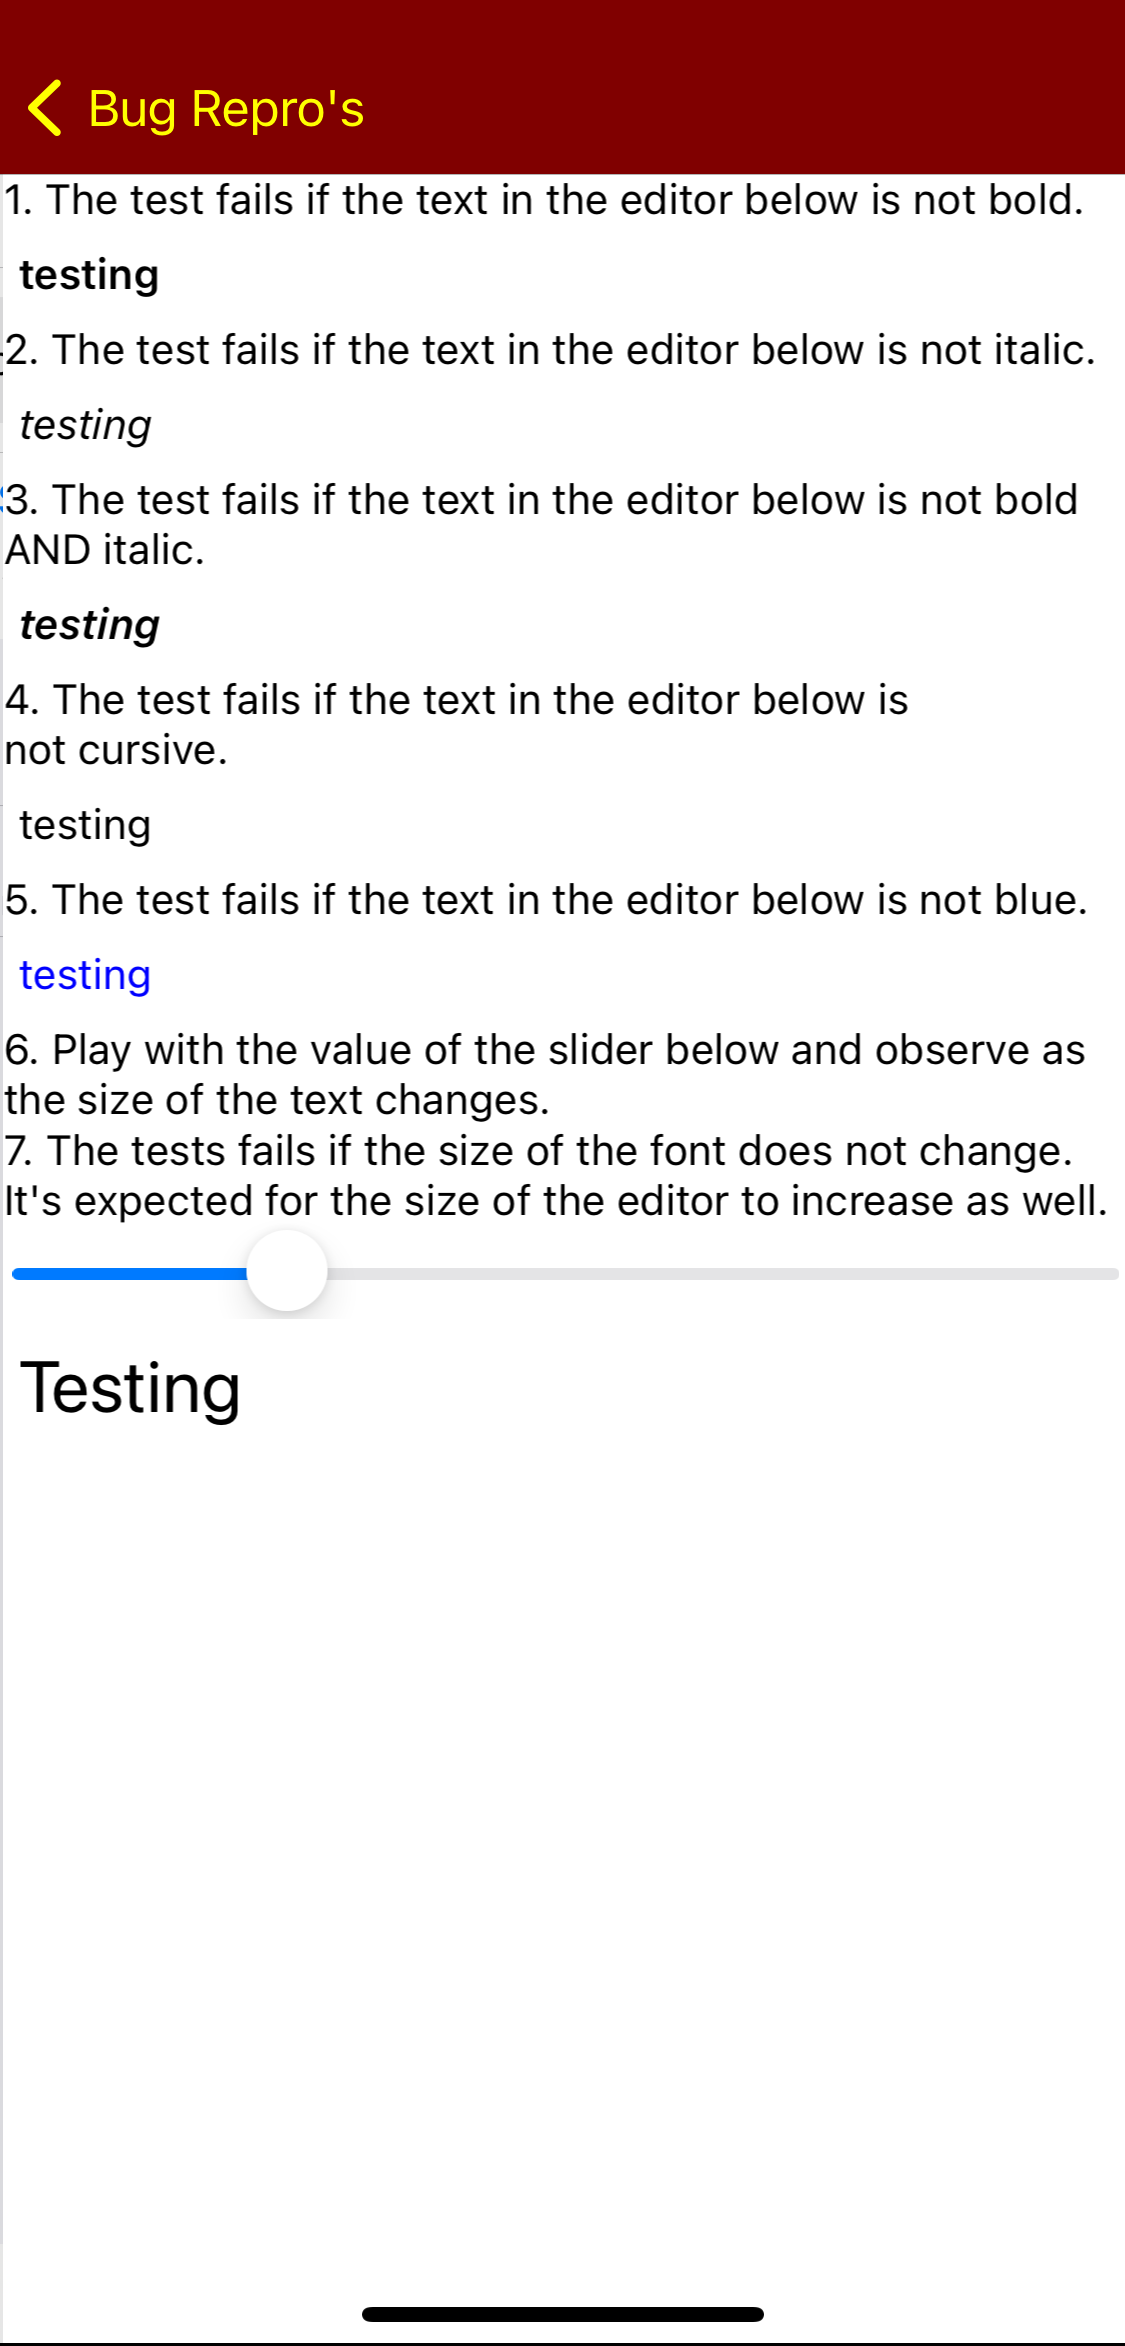 Bug Repro's
1. The test fails if the text in the editor below is not bold.
testing
2. The test fails if the text in the editor below is not italic.
testing
3. The test fails if the text in the editor below is not bold
AND italic.
testing
4. The test fails if the text in the editor below is
not cursive.
testing
5. The test fails if the text in the editor below is not blue.
testing
6. Play with the value of the slider below and observe as
the size of the text changes.
7. The tests fails if the size of the font does not change.
It's expected for the size of the editor to increase as well.
Testing